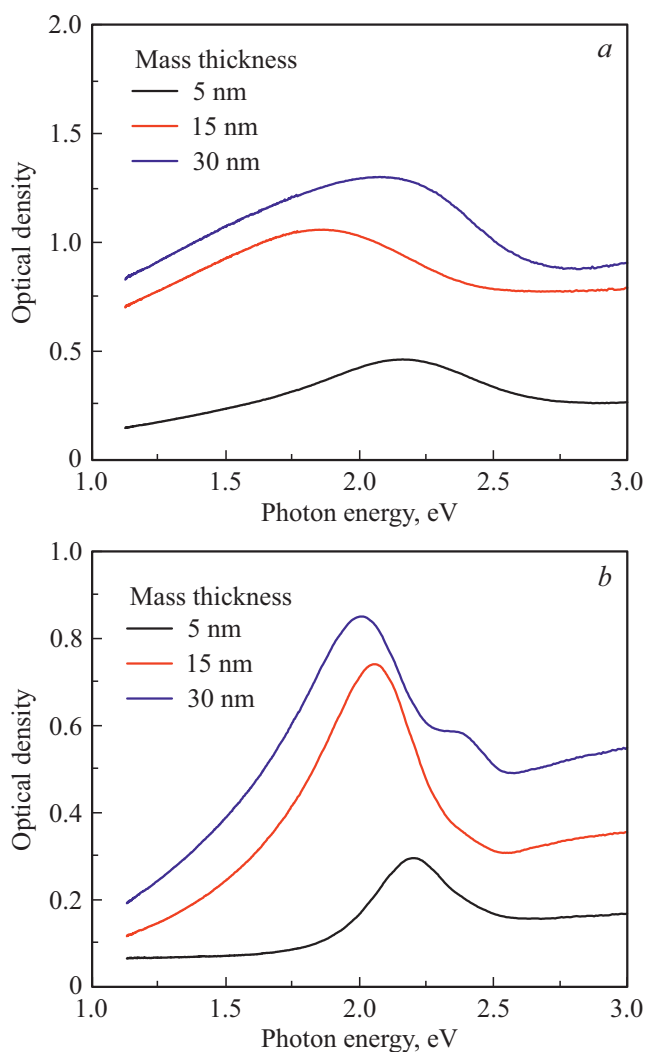 2.0
a
Mass thickness
5 nm
1.5
15 nm
30 nm
Optical density
1.0
0.5
0
1.0
1.5
2.0
2.5
3.0
Photon energy, eV
1.0
b
Mass thickness
5 nm
0.8
15 nm
30 nm
Optical density
0.6
0.4
0.2
0
1.0
1.5
2.0
2.5
3.0
Photon energy, eV